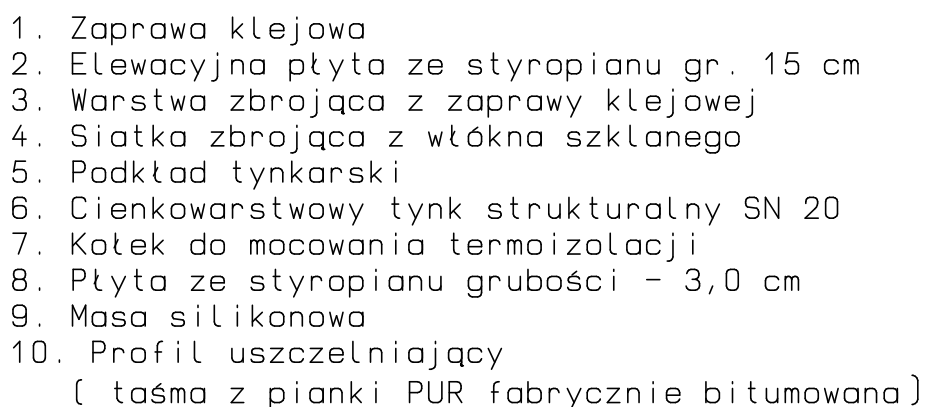 1. Zaprawa klejowa
2. Elewacyjna płyta ze styropianu gr. 15 cm
3. Warstwa zbrojąca z zaprawy klejowej
4. Siatka zbrojąca z włókna szklanego
5. Podkład tynkarski
6. Cienkowarstwowy tynk strukturalny SN 20
7. Kołek do mocowania termoizolacji
8. Płyta ze styropianu grubości - 3,0 cm
9. Masa silikonowa
10. Profil uszczelniający
( taśma z pianki PUR fabrycznie bitumowana)